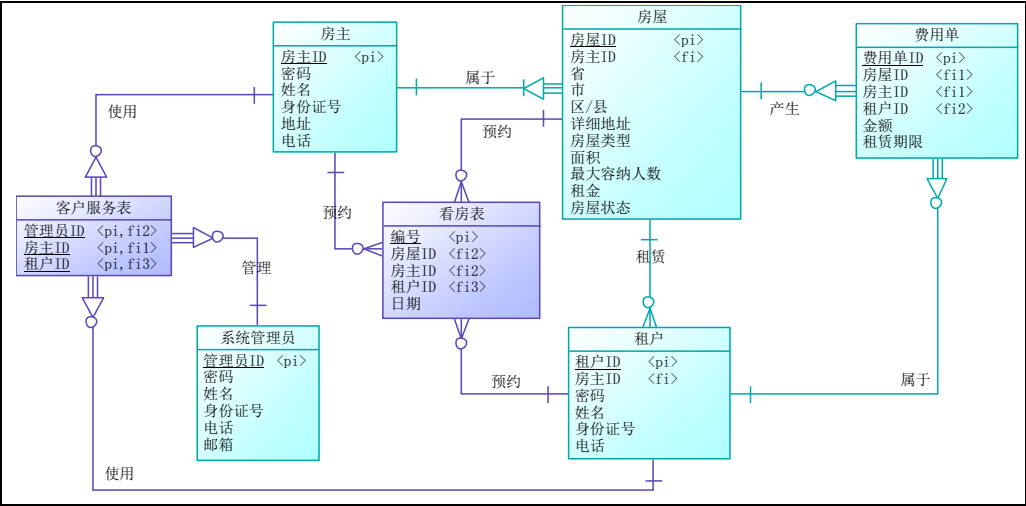 房主
房主ID <pi>
密码
姓名
身份证号
地址
电话
房屋
房屋ID <pi>
房主ID <fi>
省
市
区/县
详细地址
房屋类型
面积
最大容纳人数
租金
房屋状态
费用单
费用单ID <pi>
房屋ID <fi1>
房主ID <fi1>
租户ID <fi2>
金额
租赁期限
属于
产生
使用
预约
预约
客户服务表
管理员ID <pi,fi2>
房主ID <pi,fi1>
租户ID <pi,fi3>
看房表
编号 <pi>
房屋ID <fi2>
房主ID <fi2>
租户ID <fi3>
日期
租赁
管理
系统管理员
管理员ID <pi>
密码
姓名
身份证号
电话
邮箱
租户
租户ID <pi>
房主ID <fi>
密码
姓名
身份证号
电话
预约
属于
使用